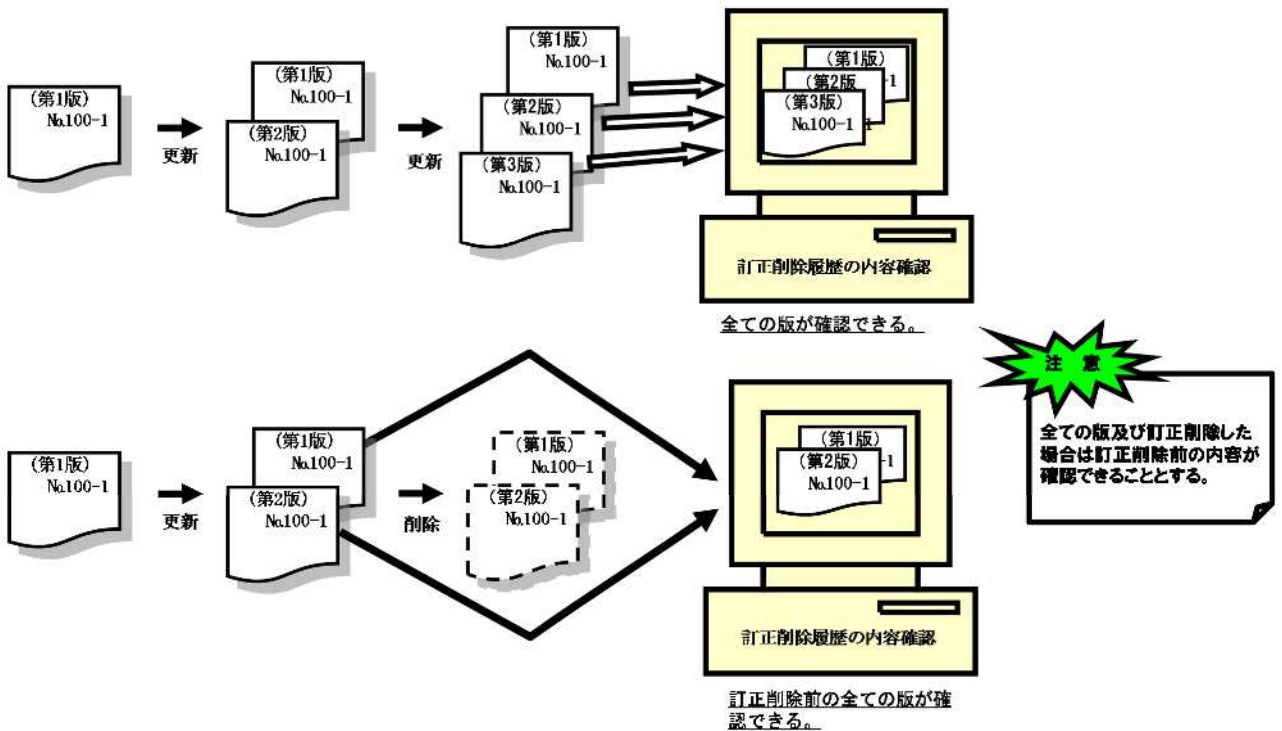 (第1版)
No.100-1
更新
(第1版)
No.100-1
(第2版)
No.100-1
更新
(第1版)
No.100-1
(第2版)
No.100-1
(第3版)
No.100-1
(第1版)
-1
(第2版
(第3版)
No.100-1
訂正削除履歴の内容確認
全ての版が確認できる。
(第1版)
No.100-1
更新
(第1版)
No.100-1
(第2版)
No.100-1
削除
(第1版)
No.100-1
(第2版)
No.100-1
(第1版)
-1
(第2版)
No.100-1
訂正削除履歴の内容確認
訂正削除前の全ての版が確
認できる。
注 意
全ての版及び訂正削除した
場合は訂正削除前の内容が
確認できることとする。